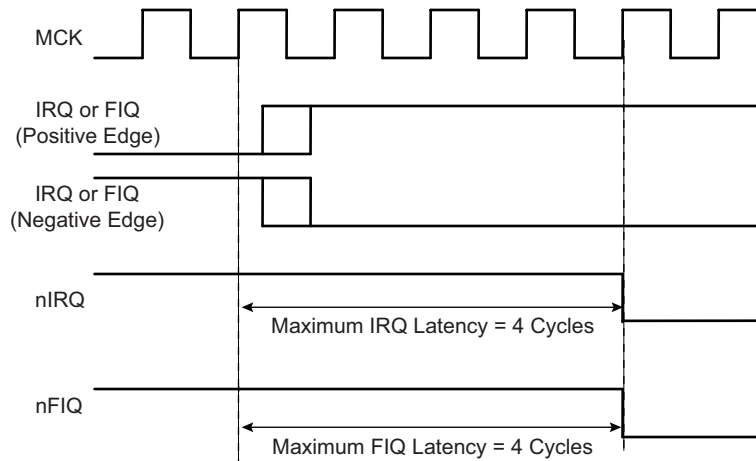 MCK
IRQ or FIQ
(Positive Edge)
IRQ or FIQ
(Negative Edge)
nIRQ
Maximum IRQ Latency = 4 Cycles
nFIQ
Maximum FIQ Latency = 4 Cycles